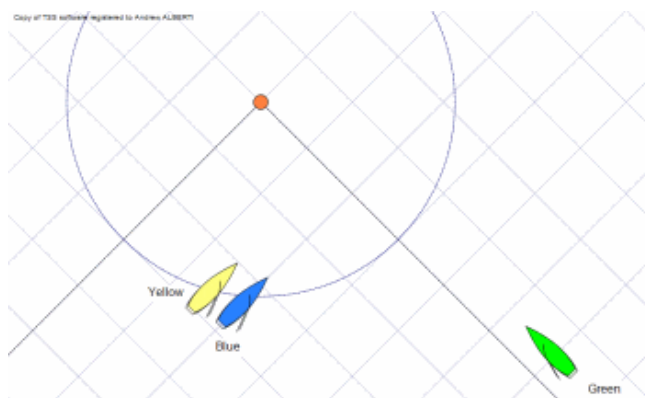 Copy of TSS software registered to Andrew ALBERTI
Yellow
Blue
Green